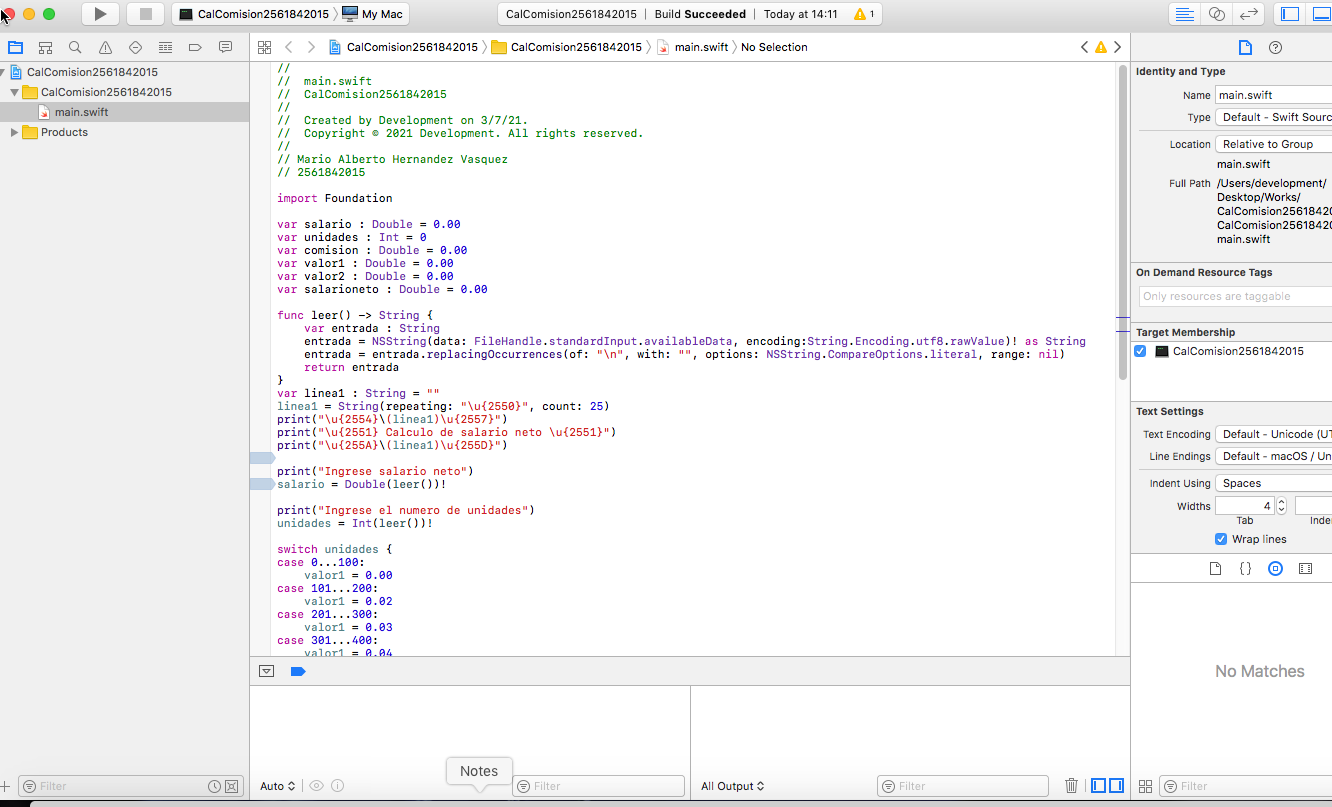 CalComision2561842015 My Mac
CalComision2561842015 | Build Succeeded | Today at 14:11 1
CalComision2561842015 CalComision2561842015 main.swift No Selection
CalComision2561842015
CalComision2561842015
main.swift
Products
//
// main.swift
// CalComision2561842015
//
// Created by Development on 3/7/21.
// Copyright © 2021 Development. All rights reserved.
//
// Mario Alberto Hernandez Vasquez
// 2561842015
import Foundation
var salario : Double = 0.00
var unidades : Int = 0
var comision : Double = 0.00
var valor1 : Double = 0.00
var valor2 : Double = 0.00
var salarioneto : Double = 0.00
func leer() -> String {
var entrada : String
entrada = NSString(data: FileHandle.standardInput.availableData, encoding:String.Encoding.utf8.rawValue)! as String
entrada = entrada.replacingOccurrences(of: "\n", with: "", options: NSString.CompareOptions.literal, range: nil)
return entrada
}
var linea1 : String = ""
linea1 = String(repeating: "\u{2550}", count: 25)
print("\u{2554}\(linea1)\u{2557}")
print("\u{2551} Calculo de salario neto \u{2551}")
print("\u{255A}\(linea1)\u{255D}")
print("Ingrese salario neto")
salario = Double(leer())!
print("Ingrese el numero de unidades")
unidades = Int(leer())!
switch unidades {
case 0...100:
valor1 = 0.00
case 101...200:
valor1 = 0.02
case 201...300:
valor1 = 0.03
case 301...400:
valor1 = 0.04
Identity and Type
Name main.swift
Type Default - Swift Sourc
Location Relative to Group
main.swift
Full Path /Users/development/
Desktop/Works/
CalComision25618420
CalComision25618420
main.swift
On Demand Resource Tags
Only resources are taggable
Target Membership
CalComision2561842015
Text Settings
Text Encoding Default - Unicode (UT
Line Endings Default - macOS / Un
Indent Using Spaces
Widths 4
Tab Inde
Wrap lines
No Matches
Filter
Auto
Notes
Filter
All Output
Filter
Filter